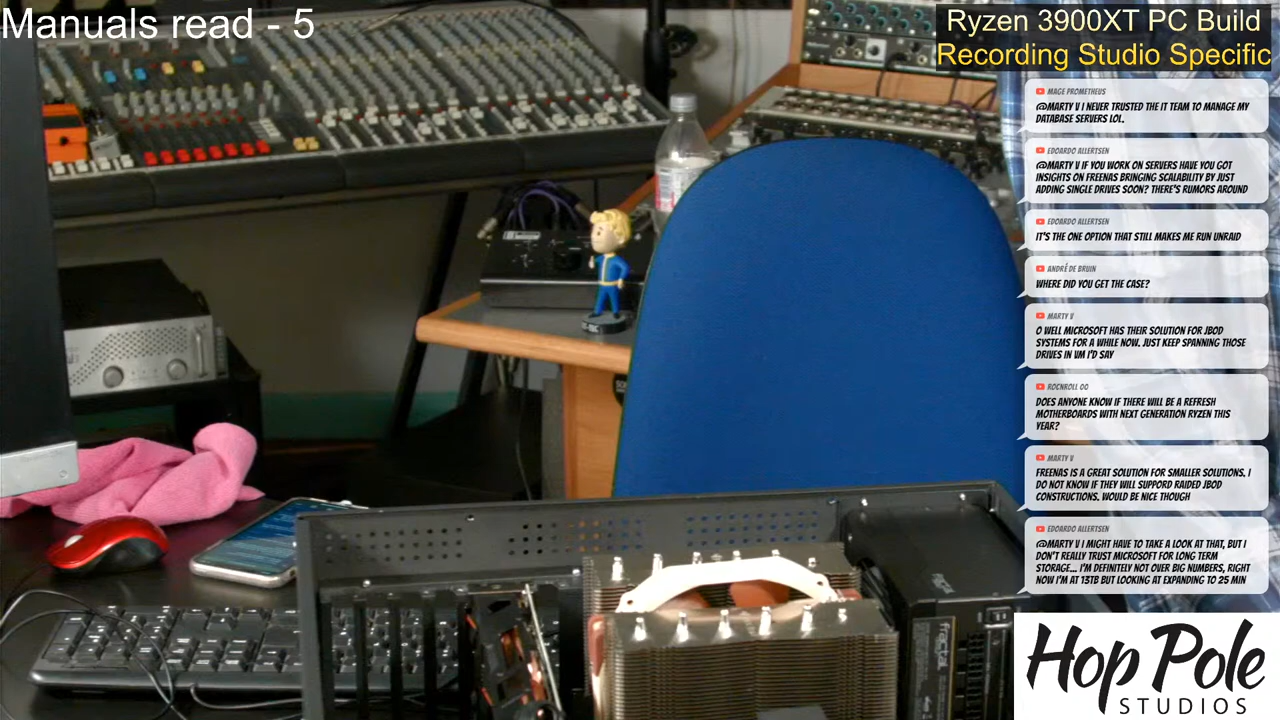 Manuals read - 5
Ryzen 3900XT PC Build
Recording Studio Specific
MAGE PROMETHEUS
@MARTY V I NEVER TRUSTED THE IT TEAM TO MANAGE MY
DATABASE SERVERS LOL.
EDOARDO ALLERTSEN
@MARTY V IF YOU WORK ON SERVERS HAVE YOU GOT
INSIGHTS ON FREENAS BRINGING SCALABILITY BY JUST
ADDING SINGLE DRIVES SOON? THERE'S RUMORS AROUND
EDOARDO ALLERTSEN
IT'S THE ONE OPTION THAT STILL MAKES ME RUN UNRAID
ANDRÉ DE BRUIN
WHERE DID YOU GET THE CASE?
MARTY V
O WELL MICROSOFT HAS THEIR SOLUTION FOR JBOD
SYSTEMS FOR A WHILE NOW. JUST KEEP SPANNING THOSE
DRIVES IN VM I'D SAY
ROCNROLL OO
DOES ANYONE KNOW IF THERE WILL BE A REFRESH
MOTHERBOARDS WITH NEXT GENERATION RYZEN THIS
YEAR?
MARTY V
FREENAS IS A GREAT SOLUTION FOR SMALLER SOLUTIONS. I
DO NOT KNOW IF THEY WILL SUPPORD RAIDED JBOD
CONSTRUCTIONS. WOULD BE NICE THOUGH
EDOARDO ALLERTSEN
@MARTY V I MIGHT HAVE TO TAKE A LOOK AT THAT, BUT I
DON'T REALLY TRUST MICROSOFT FOR LONG TERM
STORAGE... I'M DEFINITELY NOT OVER BIG NUMBERS, RIGHT
NOW I'M AT 13TB BUT LOOKING AT EXPANDING TO 25 MIN
fractal
Hop Pole
STUDIOS